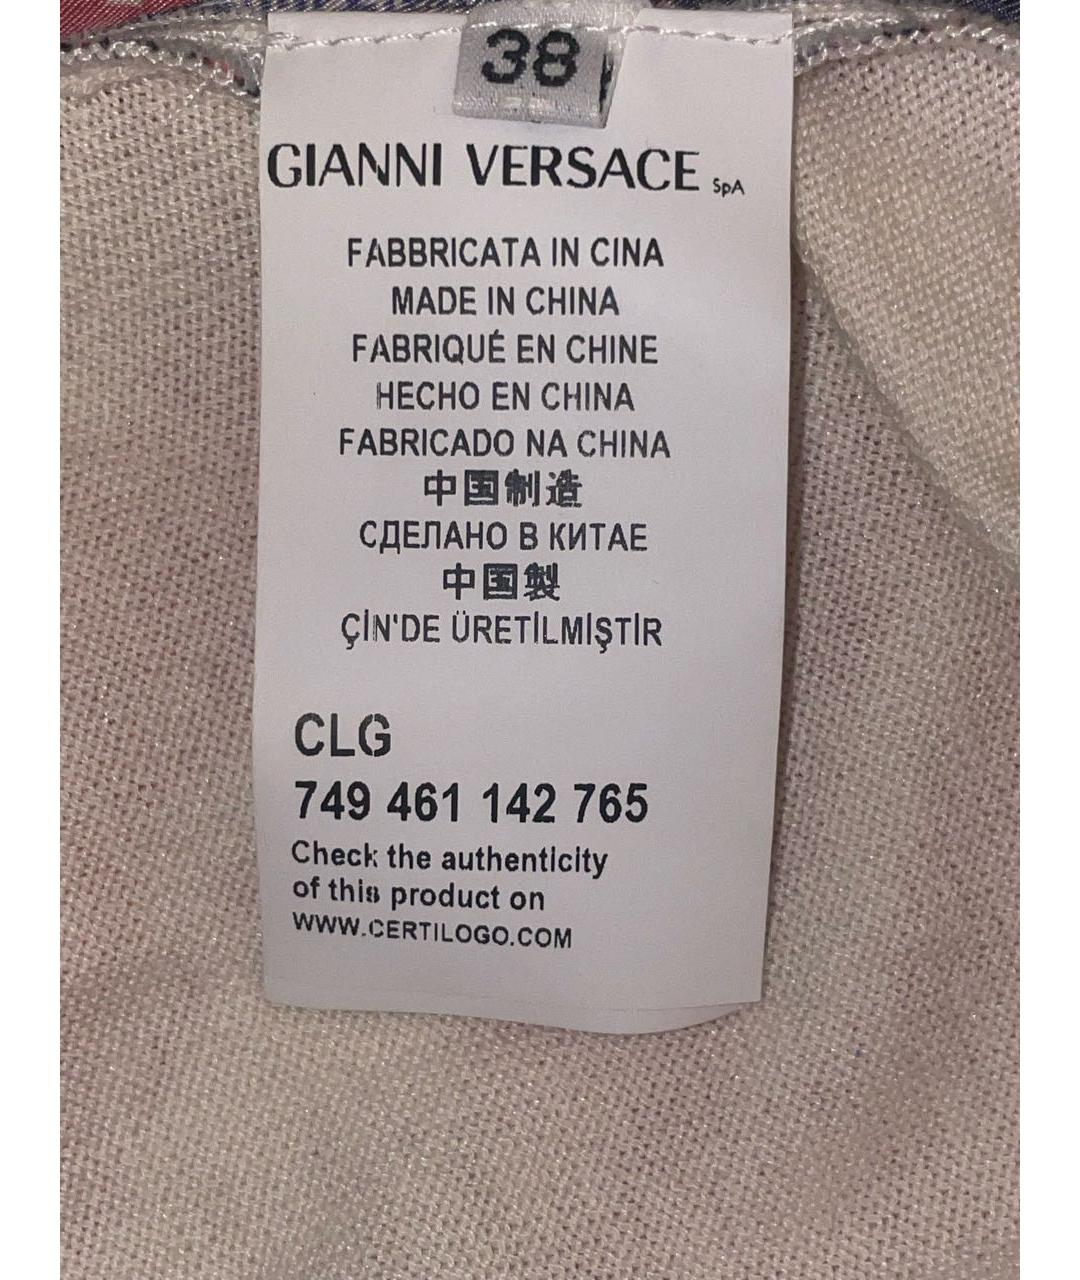 38
GIANNI VERSACE SpA
FABBRICATA IN CINA
MADE IN CHINA
FABRIQUÉ EN CHINE
HECHO EN CHINA
FABRICADO NA CHINA
中国制造
СДЕЛАНО В КИТАЕ
中国製
ÇİN'DE ÜRETİLMİŞTİR
CLG
749 461 142 765
Check the authenticity
of this product on
WWW.CERTILOGO.COM